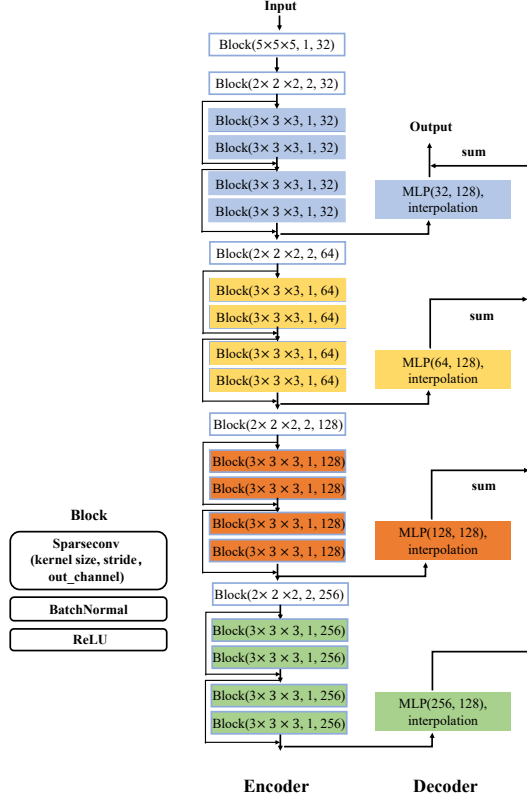 Input
Block(5×5×5, 1, 32)
Block(2× 2 ×2, 2, 32)
Block(3× 3 ×3, 1, 32)
Block(3× 3 ×3, 1, 32)
Block(3× 3 ×3, 1, 32)
Block(3× 3 ×3, 1, 32)
Output
sum
MLP(32, 128),
interpolation
Block(2× 2 ×2, 2, 64)
Block(3× 3 ×3, 1, 64)
Block(3× 3 ×3, 1, 64)
Block(3× 3 ×3, 1, 64)
Block(3× 3 ×3, 1, 64)
sum
MLP(64, 128),
interpolation
Block(2× 2 ×2, 2, 128)
Block(3× 3 × 3, 1, 128)
Block(3× 3 × 3, 1, 128)
Block(3× 3 × 3, 1, 128)
Block(3× 3 × 3, 1, 128)
sum
MLP(128, 128),
interpolation
Block
Sparseconv
(kernel size, stride,
out_channel)
BatchNormal
ReLU
Block(2× 2 ×2, 2, 256)
Block(3× 3 × 3, 1, 256)
Block(3× 3 × 3, 1, 256)
Block(3× 3 × 3, 1, 256)
Block(3× 3 × 3, 1, 256)
MLP(256, 128),
interpolation
Encoder
Decoder